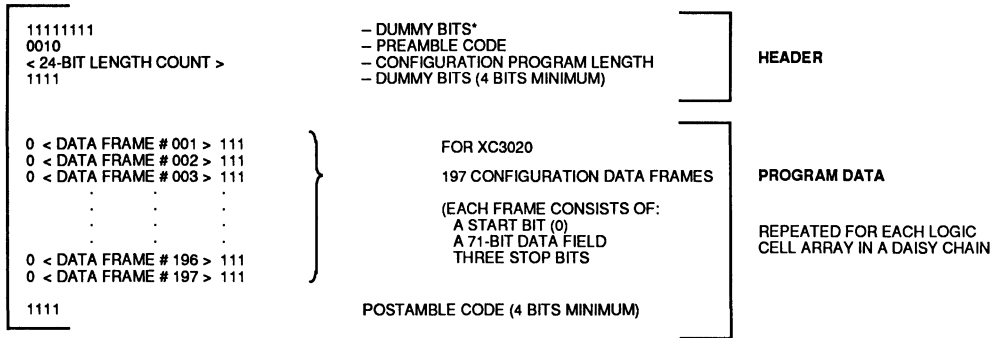 11111111 – DUMMY BITS*
0010 – PREAMBLE CODE
< 24-BIT LENGTH COUNT > – CONFIGURATION PROGRAM LENGTH
1111 – DUMMY BITS (4 BITS MINIMUM)
HEADER
0 < DATA FRAME # 001 > 111
0 < DATA FRAME # 002 > 111
0 < DATA FRAME # 003 > 111
. . .
. . .
. . .
. . .
0 < DATA FRAME # 196 > 111
0 < DATA FRAME # 197 > 111
FOR XC3020
197 CONFIGURATION DATA FRAMES
(EACH FRAME CONSISTS OF:
A START BIT (0)
A 71-BIT DATA FIELD
THREE STOP BITS
PROGRAM DATA
REPEATED FOR EACH LOGIC
CELL ARRAY IN A DAISY CHAIN
1111 POSTAMBLE CODE (4 BITS MINIMUM)